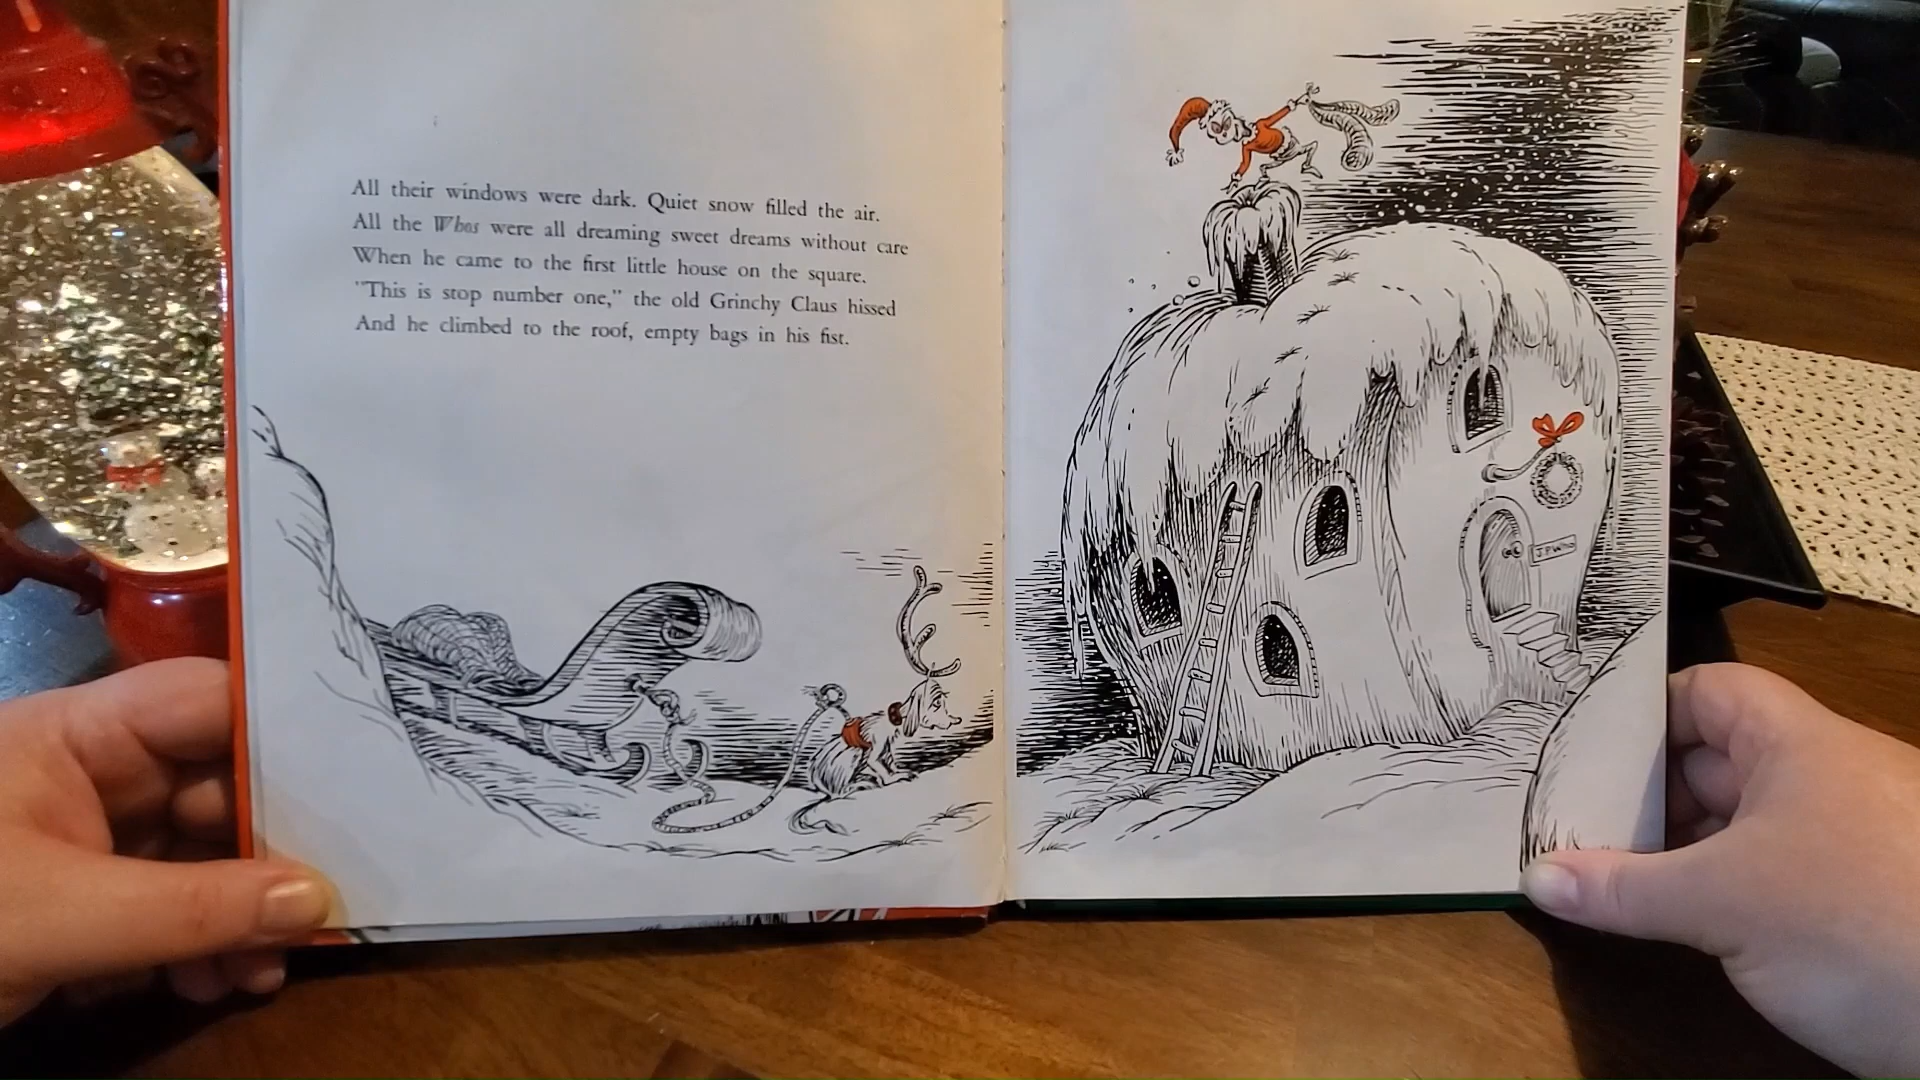 All their windows were dark. Quiet snow filled the air.
All the Whos were all dreaming sweet dreams without care
When he came to the first little house on the square.
"This is stop number one," the old Grinchy Claus hissed
And he climbed to the roof, empty bags in his fist.
J.P. Who